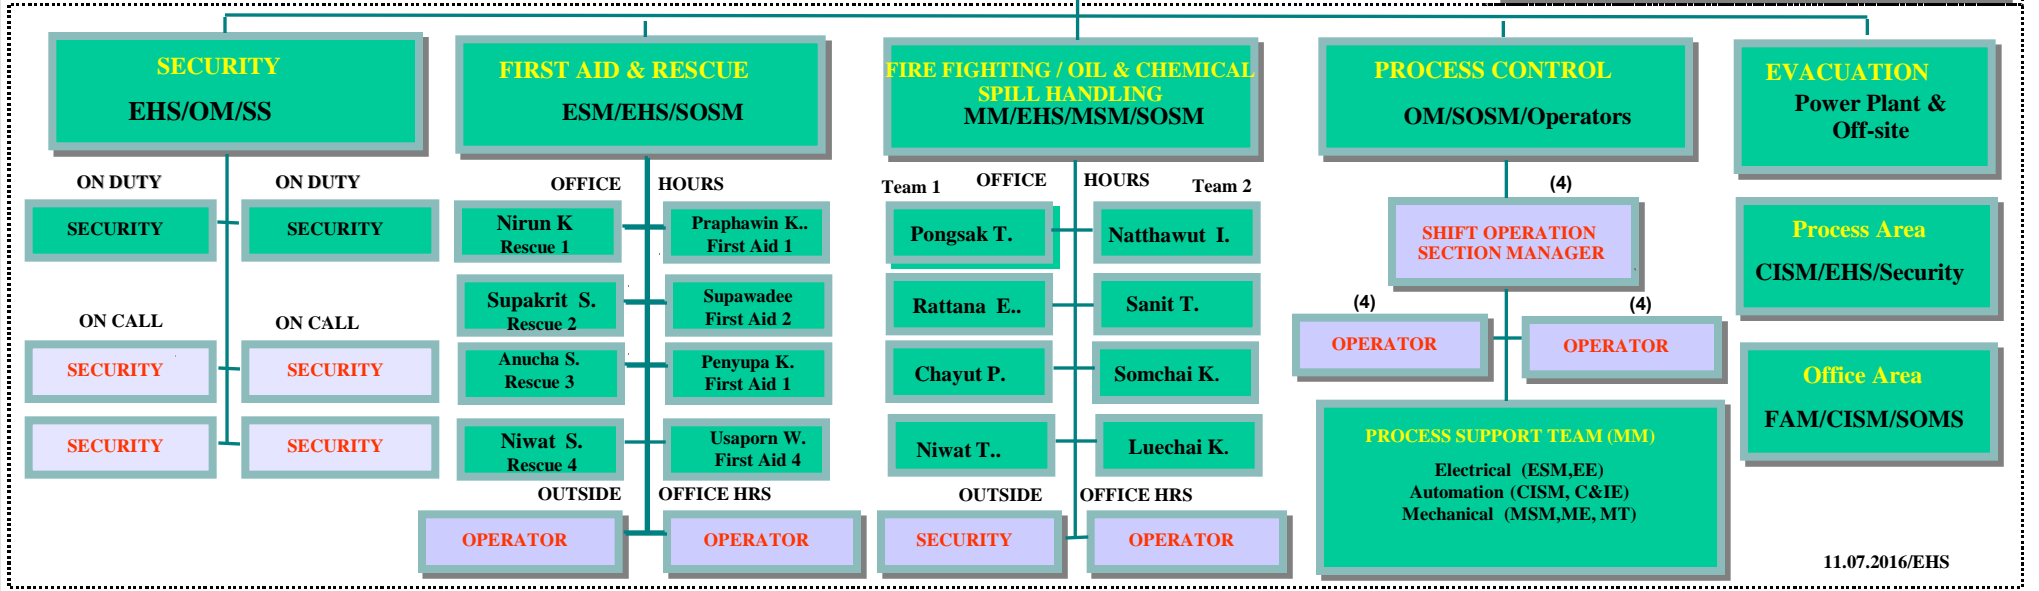 SECURITY
EHS/OM/SS
ON DUTY
ON DUTY
SECURITY
SECURITY
ON CALL
ON CALL
SECURITY
SECURITY
SECURITY
SECURITY
FIRST AID & RESCUE
ESM/EHS/SOSM
OFFICE HOURS
Nirun K
Rescue 1
Praphawin K..
First Aid 1
Supakrit S.
Rescue 2
Supawadee
First Aid 2
Anucha S.
Rescue 3
Penyupa K.
First Aid 1
Niwat S.
Rescue 4
Usaporn W.
First Aid 4
OUTSIDE OFFICE HRS
OPERATOR
OPERATOR
FIRE FIGHTING / OIL & CHEMICAL
SPILL HANDLING
MM/EHS/MSM/SOSM
Team 1 OFFICE HOURS Team 2
Pongsak T.
Natthawut I.
Rattana E..
Sanit T.
Chayut P.
Somchai K.
Niwat T..
Luechai K.
OUTSIDE OFFICE HRS
SECURITY
OPERATOR
PROCESS CONTROL
OM/SOSM/Operators
(4)
SHIFT OPERATION
SECTION MANAGER
(4)
(4)
OPERATOR
OPERATOR
PROCESS SUPPORT TEAM (MM)
Electrical (ESM,EE)
Automation (CISM, C&IE)
Mechanical (MSM,ME, MT)
EVACUATION
Power Plant &
Off-site
Process Area
CISM/EHS/Security
Office Area
FAM/CISM/SOMS
11.07.2016/EHS